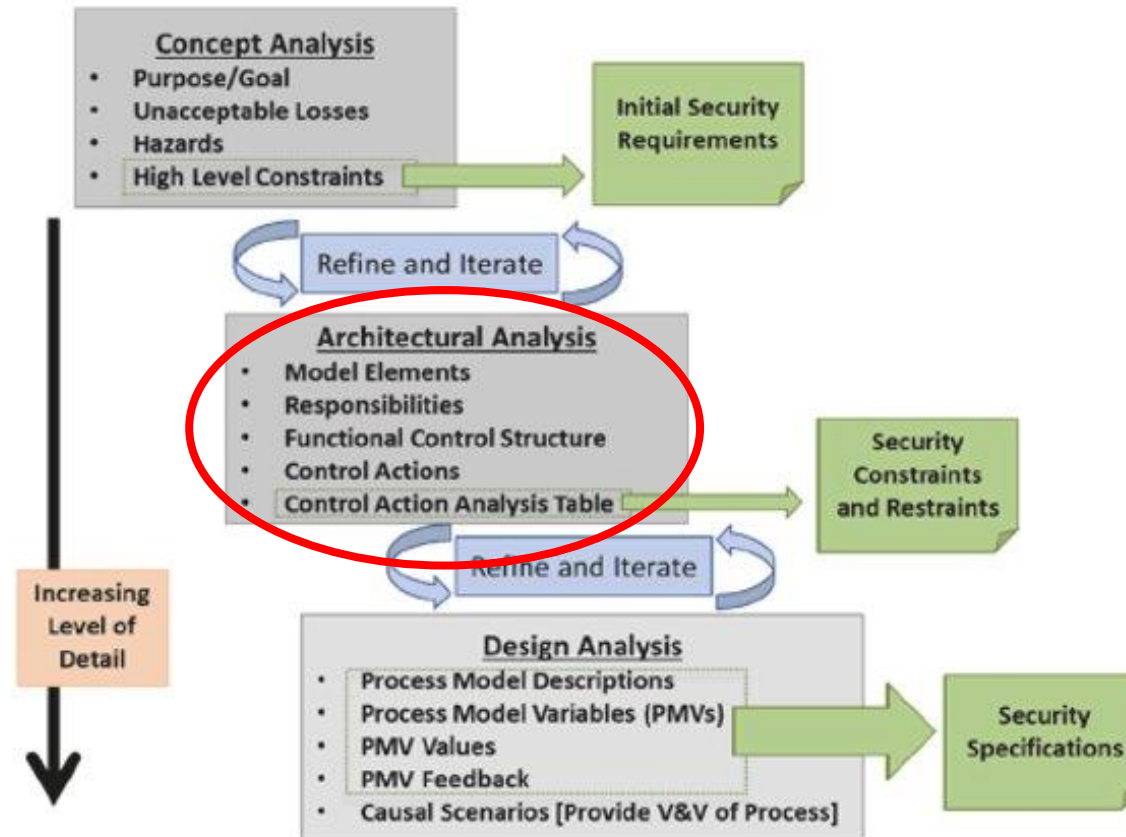 Concept Analysis
• Purpose/Goal
• Unacceptable Losses
• Hazards
• High Level Constraints
Initial Security
Requirements
Refine and Iterate
Architectural Analysis
• Model Elements
• Responsibilities
• Functional Control Structure
• Control Actions
• Control Action Analysis Table
Security
Constraints
and Restraints
Refine and Iterate
Increasing
Level of
Detail
Design Analysis
• Process Model Descriptions
• Process Model Variables (PMVs)
• PMV Values
• PMV Feedback
• Causal Scenarios [Provide V&V of Process]
Security
Specifications